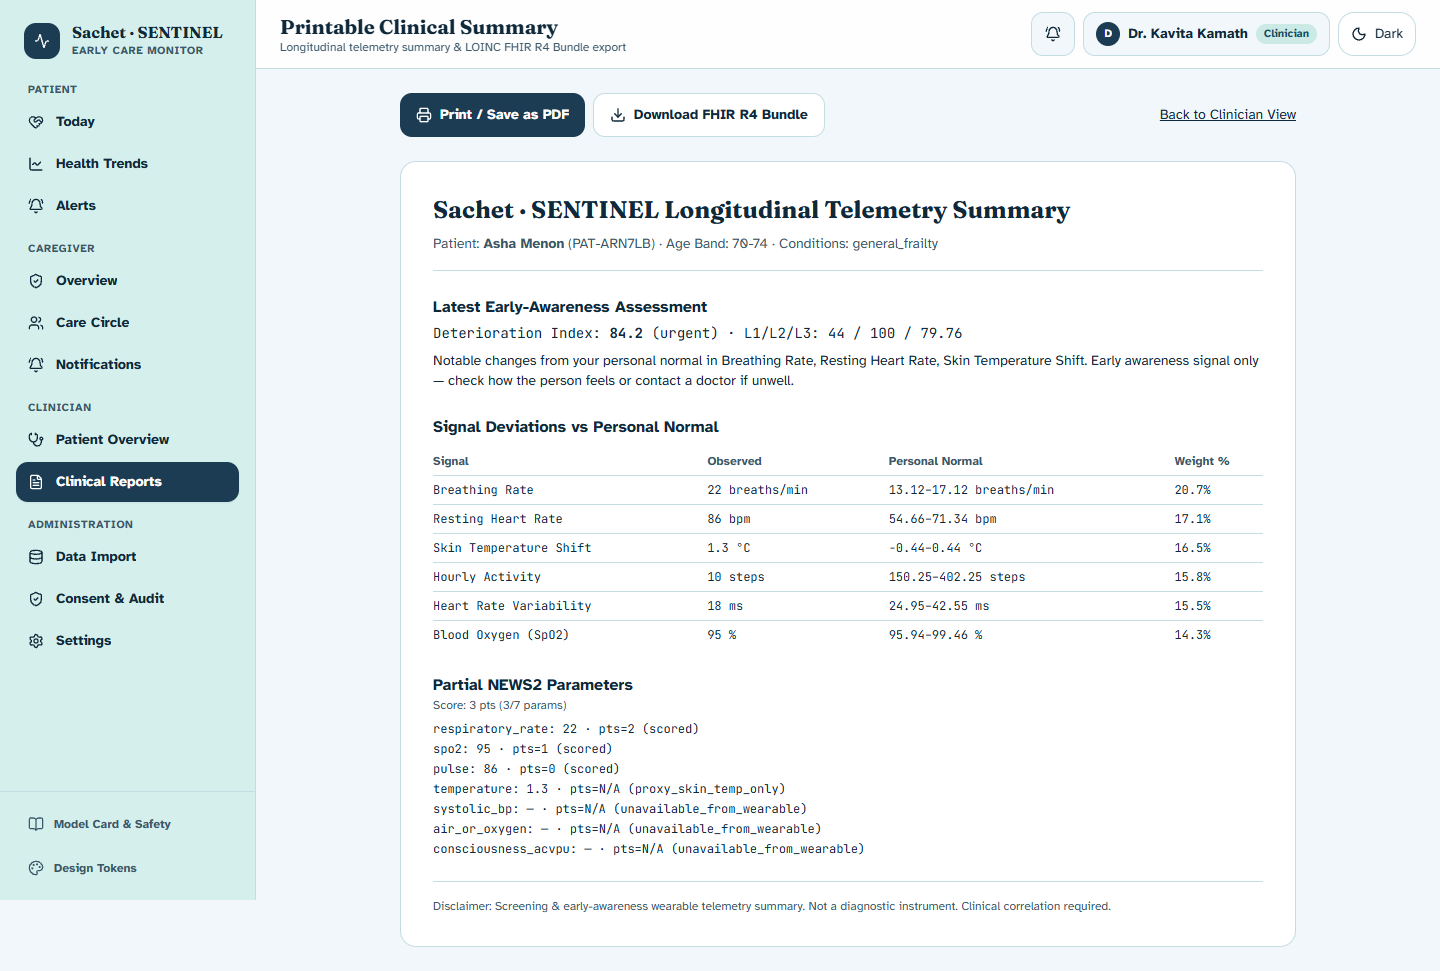 Sachet · SENTINEL
EARLY CARE MONITOR
PATIENT
Today
Health Trends
Alerts
CAREGIVER
Overview
Care Circle
Notifications
CLINICIAN
Patient Overview
Clinical Reports
ADMINISTRATION
Data Import
Consent & Audit
Settings
Model Card & Safety
Design Tokens
Printable Clinical Summary
Longitudinal telemetry summary & LOINC FHIR R4 Bundle export
D Dr. Kavita Kamath Clinician
Dark
Print / Save as PDF
Download FHIR R4 Bundle
Back to Clinician View
Sachet · SENTINEL Longitudinal Telemetry Summary
Patient: Asha Menon (PAT-ARN7LB) · Age Band: 70-74 · Conditions: general_frailty
Latest Early-Awareness Assessment
Deterioration Index: 84.2 (urgent) · L1/L2/L3: 44 / 100 / 79.76
Notable changes from your personal normal in Breathing Rate, Resting Heart Rate, Skin Temperature Shift. Early awareness signal only
— check how the person feels or contact a doctor if unwell.
Signal Deviations vs Personal Normal
Signal Observed Personal Normal Weight %
Breathing Rate 22 breaths/min 13.12–17.12 breaths/min 20.7%
Resting Heart Rate 86 bpm 54.66–71.34 bpm 17.1%
Skin Temperature Shift 1.3 °C -0.44–0.44 °C 16.5%
Hourly Activity 10 steps 150.25–402.25 steps 15.8%
Heart Rate Variability 18 ms 24.95–42.55 ms 15.5%
Blood Oxygen (SpO2) 95 % 95.94–99.46 % 14.3%
Partial NEWS2 Parameters
Score: 3 pts (3/7 params)
respiratory_rate: 22 · pts=2 (scored)
spo2: 95 · pts=1 (scored)
pulse: 86 · pts=0 (scored)
temperature: 1.3 · pts=N/A (proxy_skin_temp_only)
systolic_bp: — · pts=N/A (unavailable_from_wearable)
air_or_oxygen: — · pts=N/A (unavailable_from_wearable)
consciousness_acvpu: — · pts=N/A (unavailable_from_wearable)
Disclaimer: Screening & early-awareness wearable telemetry summary. Not a diagnostic instrument. Clinical correlation required.